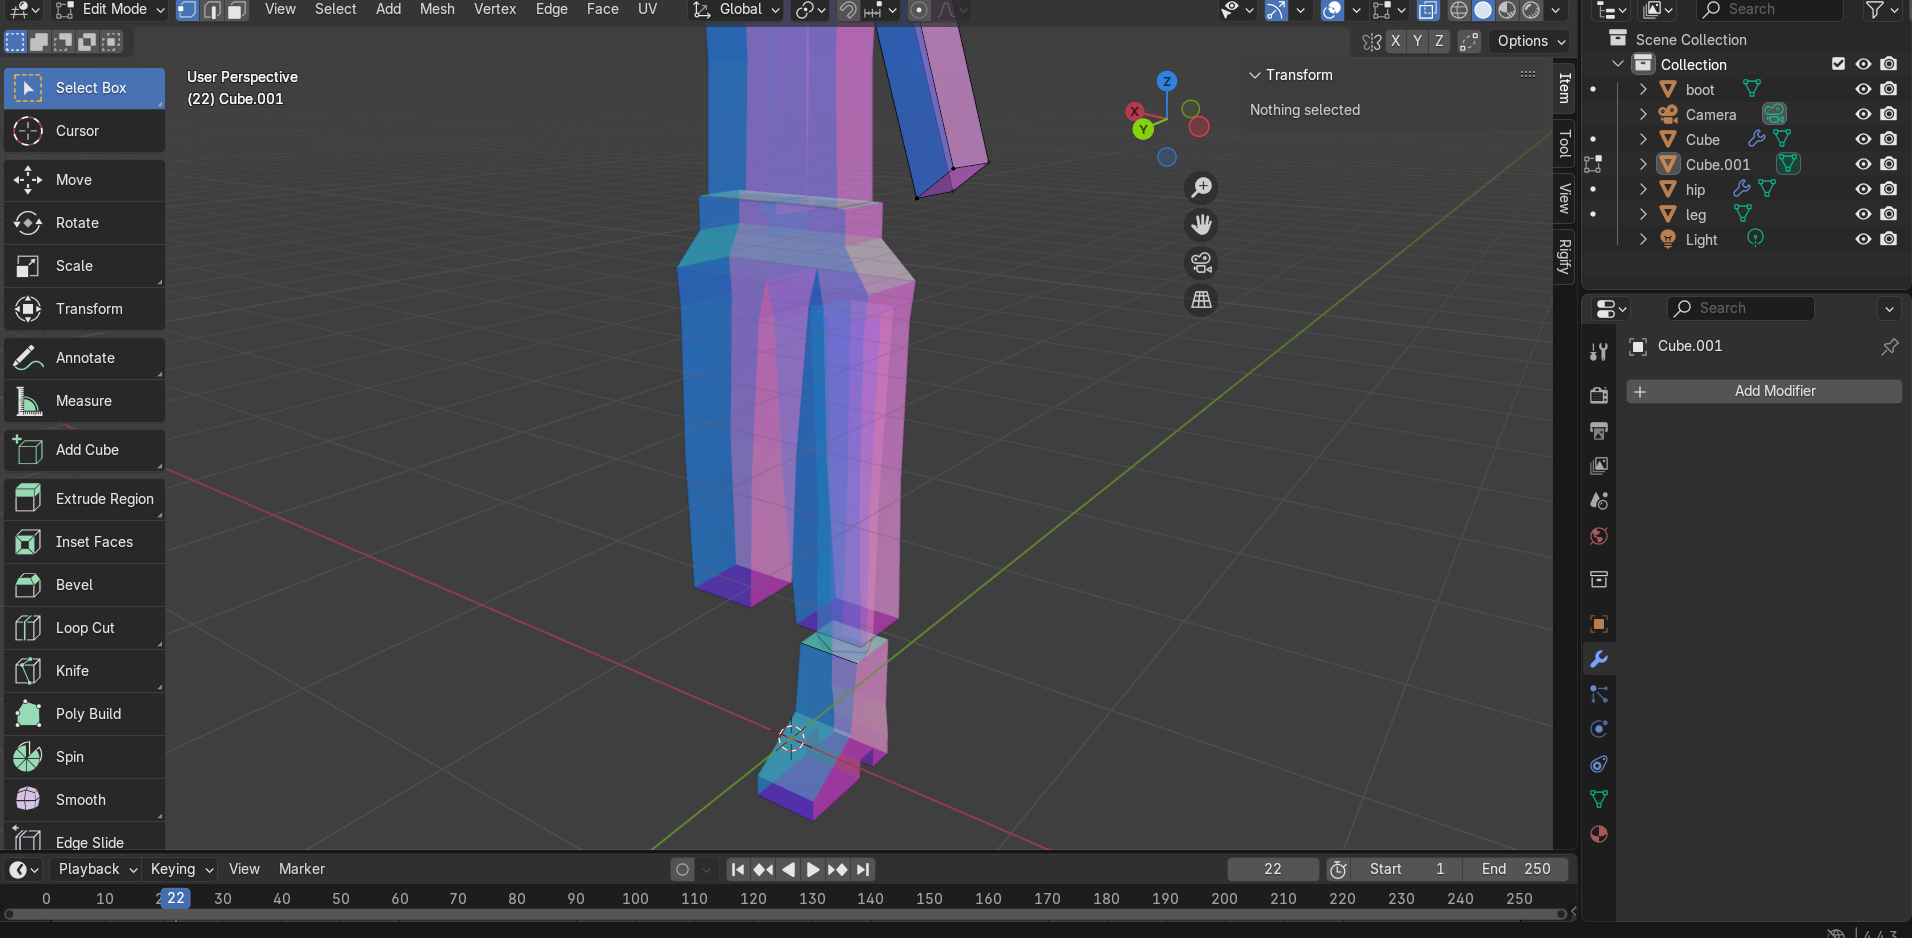 Edit Mode View Select Add Mesh Vertex Edge Face UV Global Search
X Y Z Options
Scene Collection
Collection
boot
Camera
Cube
Cube.001
hip
leg
Light
Select Box
Cursor
Move
Rotate
Scale
Transform
Annotate
Measure
Add Cube
Extrude Region
Inset Faces
Bevel
Loop Cut
Knife
Poly Build
Spin
Smooth
Edge Slide
User Perspective
(22) Cube.001
Z
X
Y
Transform
Nothing selected
Item
Tool
View
Rigify
Search
Cube.001
Add Modifier
Playback Keying View Marker 22 Start 1 End 250
0 10 22 30 40 50 60 70 80 90 100 110 120 130 140 150 160 170 180 190 200 210 220 230 240 250